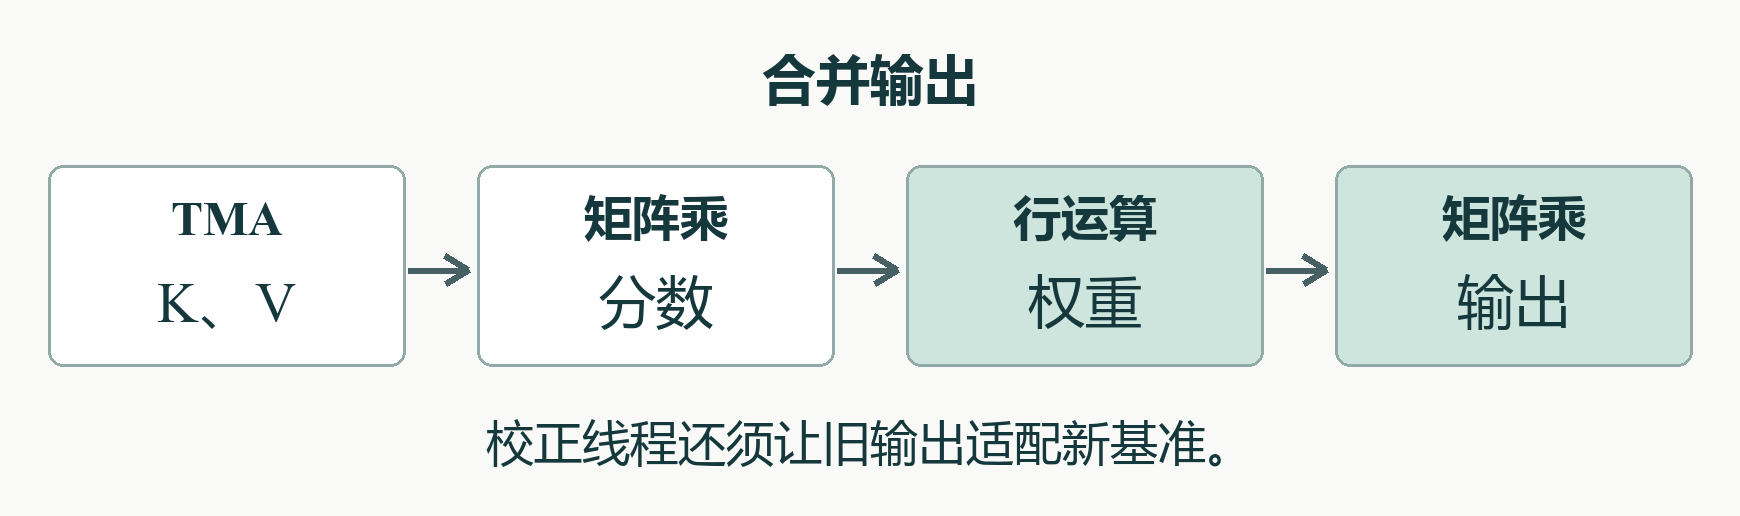 合并输出
TMA
K、V
矩阵乘
分数
行运算
权重
矩阵乘
输出
校正线程还须让旧输出适配新基准。